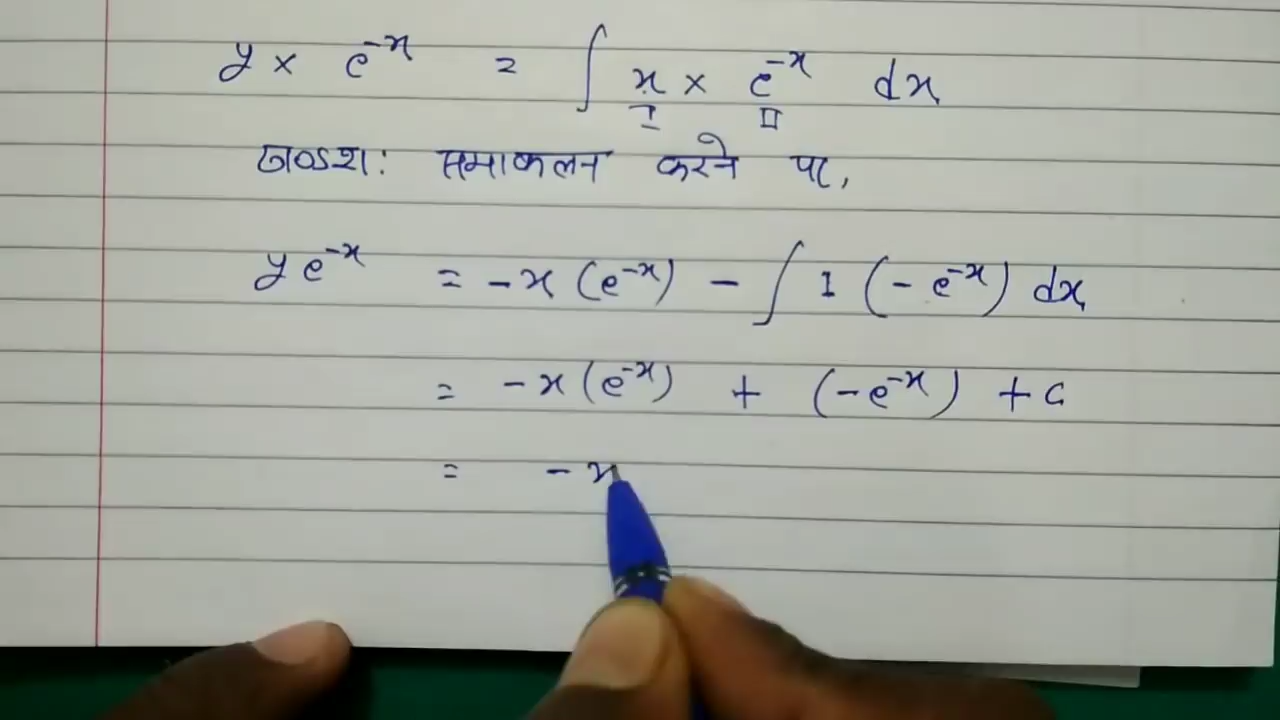 y × e⁻ˣ = ∫ x × e⁻ˣ dx
I II
खण्डश: समाकलन करने पर,
y e⁻ˣ = -x (e⁻ˣ) - ∫ 1 (- e⁻ˣ) dx
= -x (e⁻ˣ) + (-e⁻ˣ) + c
= -x